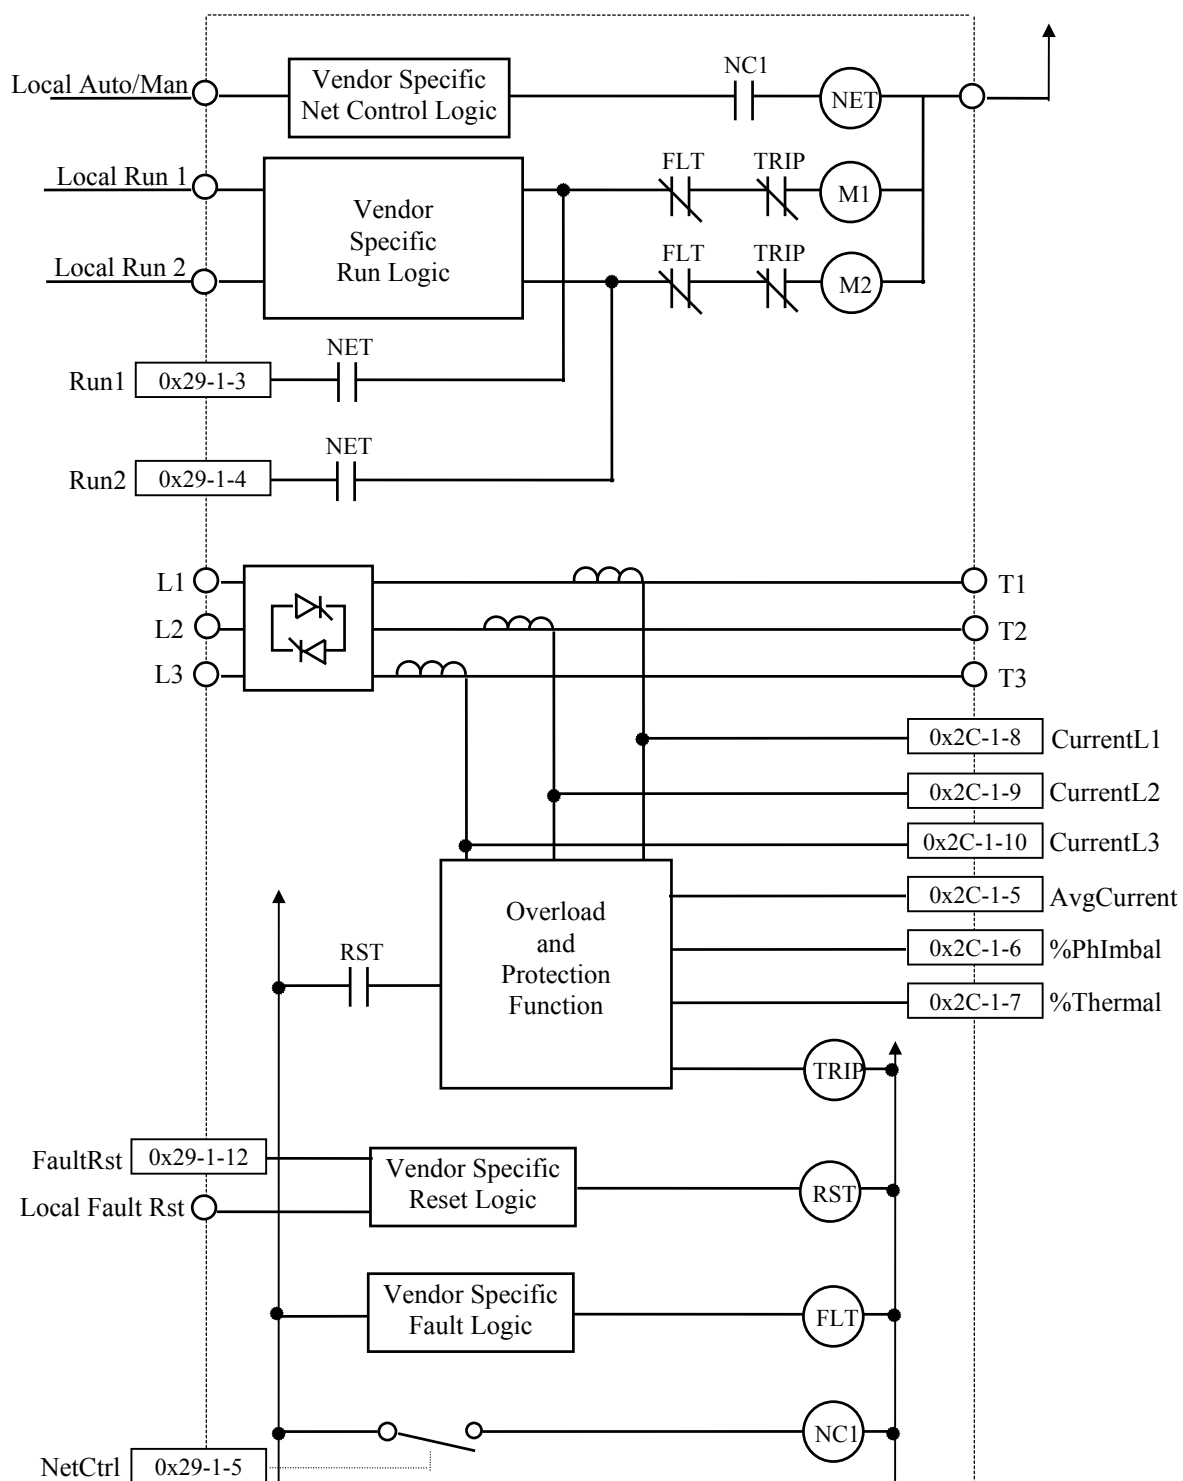 Local Auto/Man
Vendor Specific
Net Control Logic
NC1
NET
Local Run 1
Vendor
Specific
Run Logic
FLT
TRIP
M1
Local Run 2
FLT
TRIP
M2
Run1
0x29-1-3
NET
Run2
0x29-1-4
NET
L1
T1
L2
T2
L3
T3
0x2C-1-8
CurrentL1
0x2C-1-9
CurrentL2
0x2C-1-10
CurrentL3
Overload
and
Protection
Function
0x2C-1-5
AvgCurrent
RST
0x2C-1-6
%PhImbal
0x2C-1-7
%Thermal
TRIP
FaultRst
0x29-1-12
Local Fault Rst
Vendor Specific
Reset Logic
RST
Vendor Specific
Fault Logic
FLT
NC1
NetCtrl
0x29-1-5